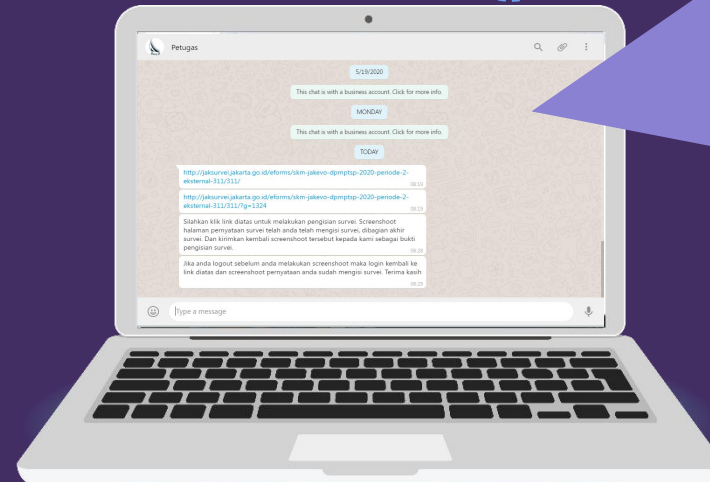 Petugas
5/19/2020
This chat is with a business account. Click for more info.
MONDAY
This chat is with a business account. Click for more info.
TODAY
http://jaksurvei.jakarta.go.id/eforms/skm-jakevo-dpmptsp-2020-periode-2-
eksternal-311/311/
08:19
http://jaksurvei.jakarta.go.id/eforms/skm-jakevo-dpmptsp-2020-periode-2-
eksternal-311/311/?g=1324
08:19
Silahkan klik link diatas untuk melakukan pengisian survei. Screenshoot
halaman pernyataan survei telah anda telah mengisi survei, dibagian akhir
survei. Dan kirimkan kembali screenshoot tersebut kepada kami sebagai bukti
pengisian survei.
08:28
Jika anda logout sebelum anda melakukan screenshoot maka login kembali ke
link diatas dan screenshoot pernyataan anda sudah mengisi survei. Terima kasih
08:28
Type a message